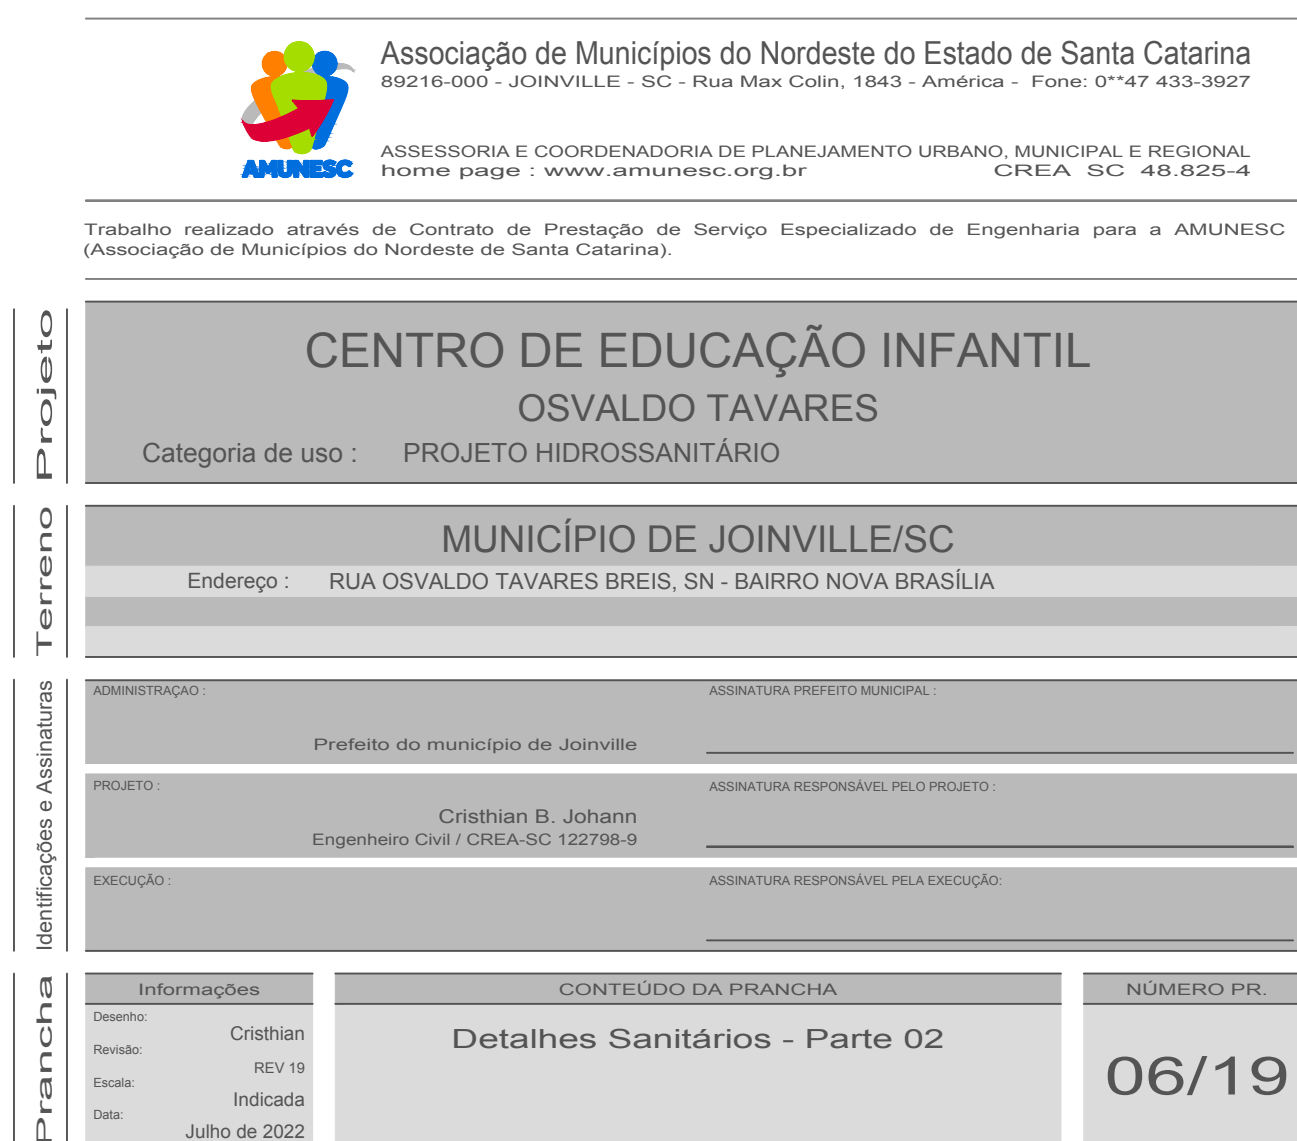 Associação de Municípios do Nordeste do Estado de Santa Catarina
89216-000 - JOINVILLE - SC - Rua Max Colin, 1843 - América - Fone: 0**47 433-3927
AMUNESC
ASSESSORIA E COORDENADORIA DE PLANEJAMENTO URBANO, MUNICIPAL E REGIONAL
home page : www.amunesc.org.br CREA SC 48.825-4
Trabalho realizado através de Contrato de Prestação de Serviço Especializado de Engenharia para a AMUNESC
(Associação de Municípios do Nordeste de Santa Catarina).
Projeto
CENTRO DE EDUCAÇÃO INFANTIL
OSVALDO TAVARES
Categoria de uso : PROJETO HIDROSSANITÁRIO
Terreno
MUNICÍPIO DE JOINVILLE/SC
Endereço : RUA OSVALDO TAVARES BREIS, SN - BAIRRO NOVA BRASÍLIA
Identificações e Assinaturas
ADMINISTRAÇAO :
Prefeito do município de Joinville
ASSINATURA PREFEITO MUNICIPAL :
PROJETO :
Cristhian B. Johann
Engenheiro Civil / CREA-SC 122798-9
ASSINATURA RESPONSÁVEL PELO PROJETO :
EXECUÇÃO :
ASSINATURA RESPONSÁVEL PELA EXECUÇÃO:
Prancha
Informações
Desenho:
Cristhian
Revisão:
REV 19
Escala:
Indicada
Data:
Julho de 2022
CONTEÚDO DA PRANCHA
Detalhes Sanitários - Parte 02
NÚMERO PR.
06/19